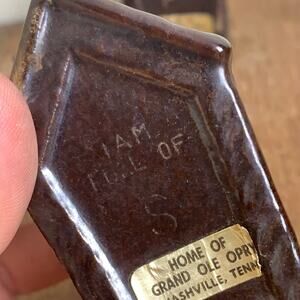 I AM
FULL OF
S
HOME OF
GRAND OLE OPRY
NASHVILLE, TENN.